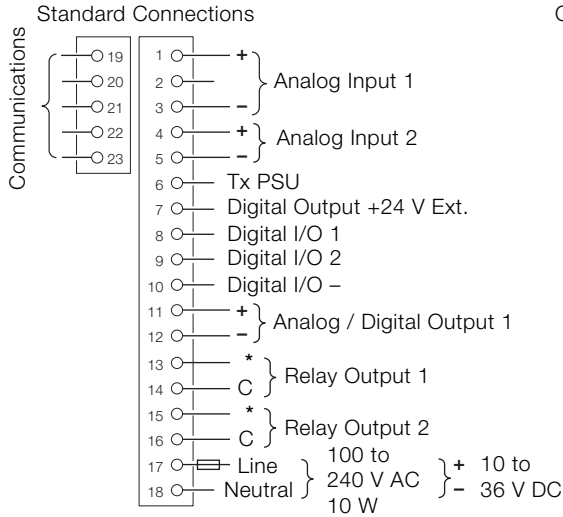 Standard Connections
C
Communications
19
20
21
22
23
1 +
2
3 –
Analog Input 1
4 +
5 –
Analog Input 2
6 Tx PSU
7 Digital Output +24 V Ext.
8 Digital I/O 1
9 Digital I/O 2
10 Digital I/O –
11 +
12 –
Analog / Digital Output 1
13 *
14 C
Relay Output 1
15 *
16 C
Relay Output 2
17 Line
18 Neutral
100 to
240 V AC
10 W
+ 10 to
– 36 V DC